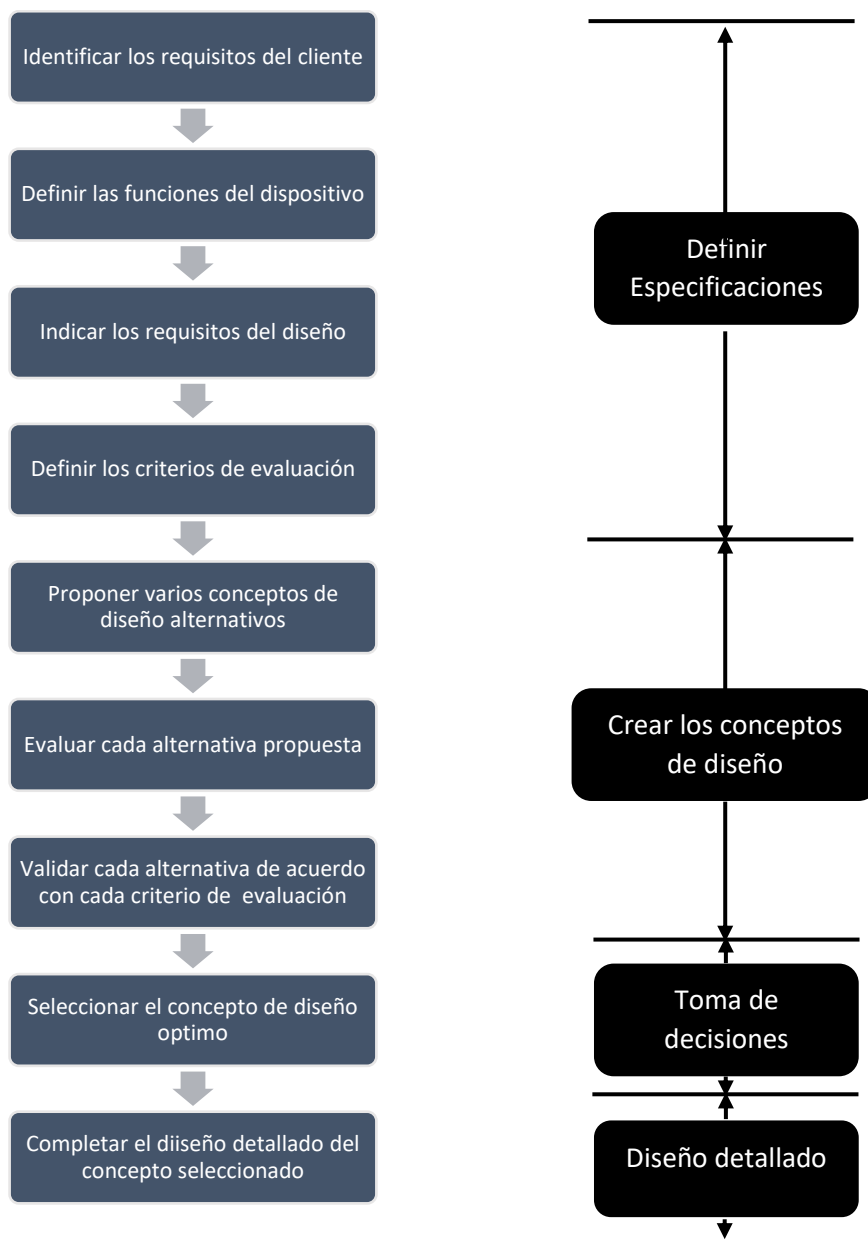 Identificar los requisitos del cliente
Definir las funciones del dispositivo
Indicar los requisitos del diseño
Definir los criterios de evaluación
Proponer varios conceptos de
diseño alternativos
Evaluar cada alternativa propuesta
Validar cada alternativa de acuerdo
con cada criterio de evaluación
Seleccionar el concepto de diseño
optimo
Completar el diiseño detallado del
concepto seleccionado
Definir
Especificaciones
Crear los conceptos
de diseño
Toma de
decisiones
Diseño detallado